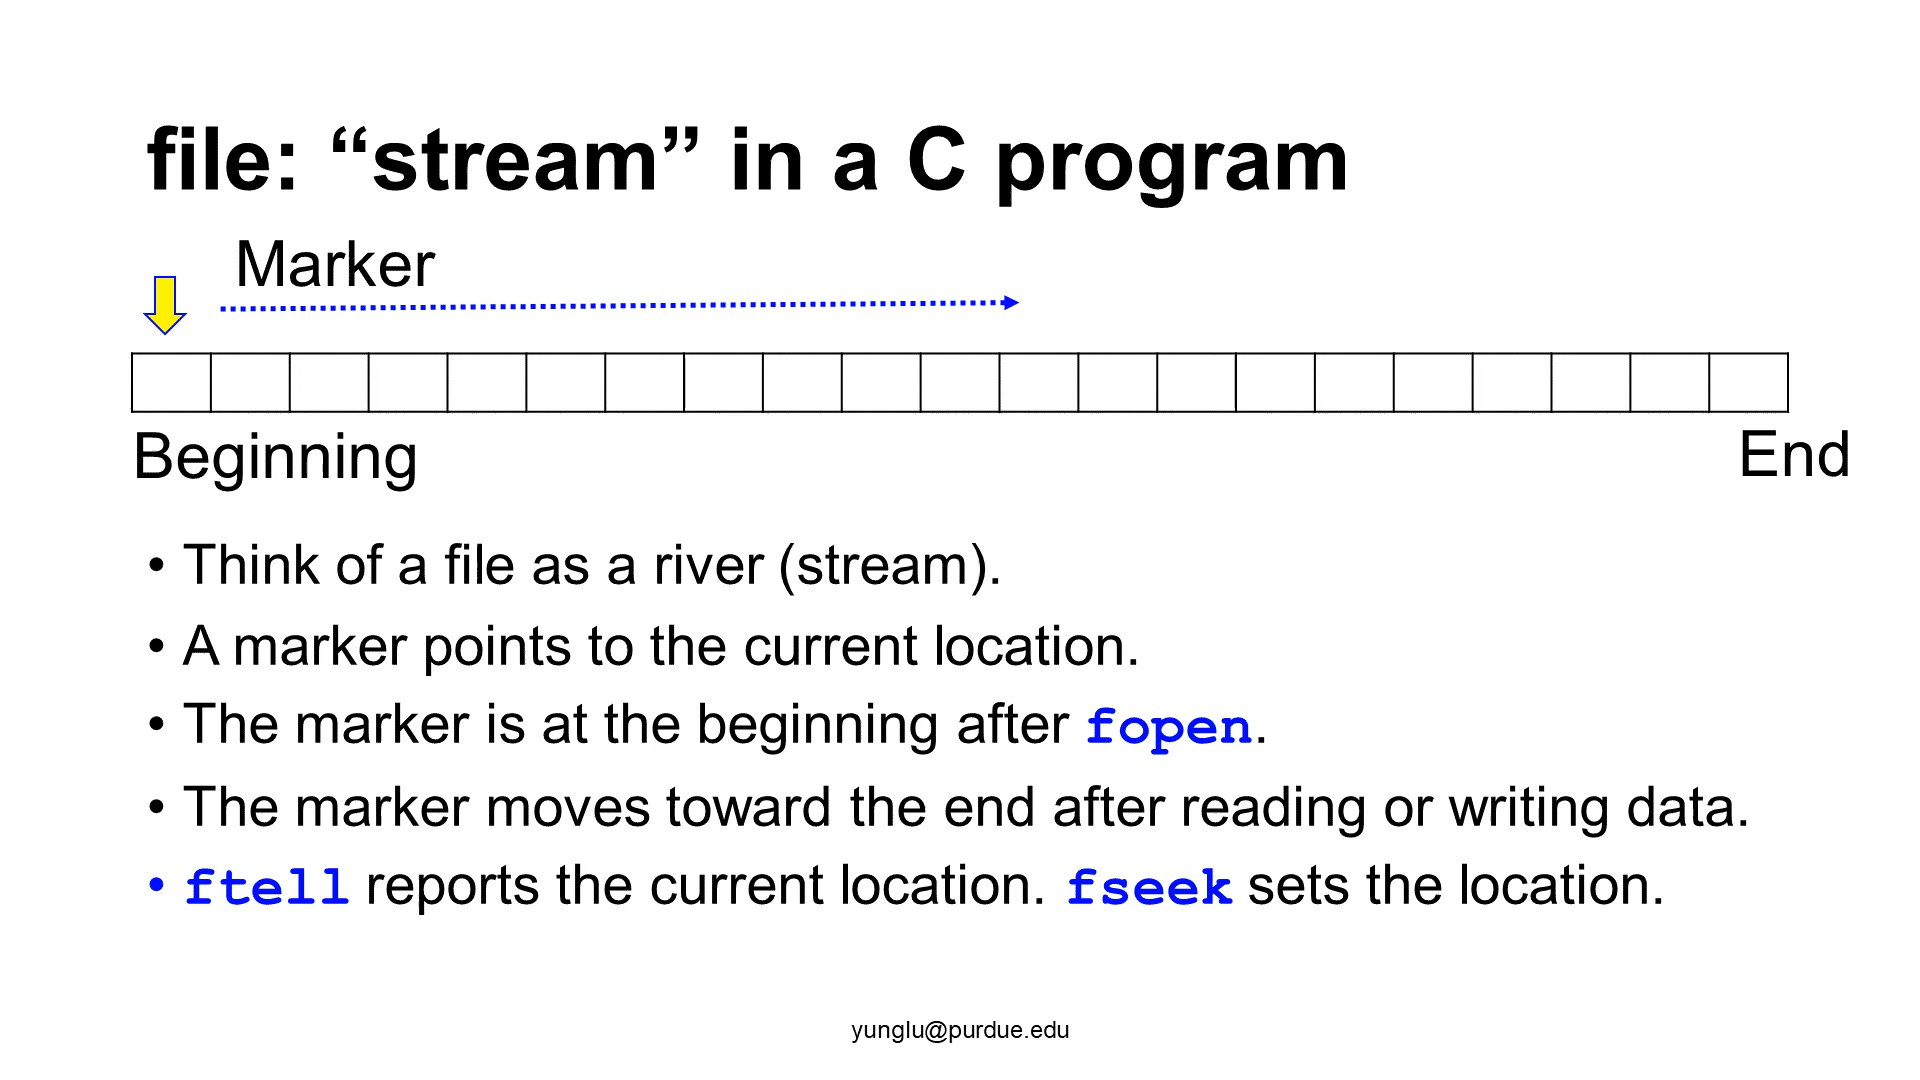 file: “stream” in a C program
Marker
Beginning
End
• Think of a file as a river (stream).
• A marker points to the current location.
• The marker is at the beginning after fopen.
• The marker moves toward the end after reading or writing data.
• ftell reports the current location. fseek sets the location.
yunglu@purdue.edu